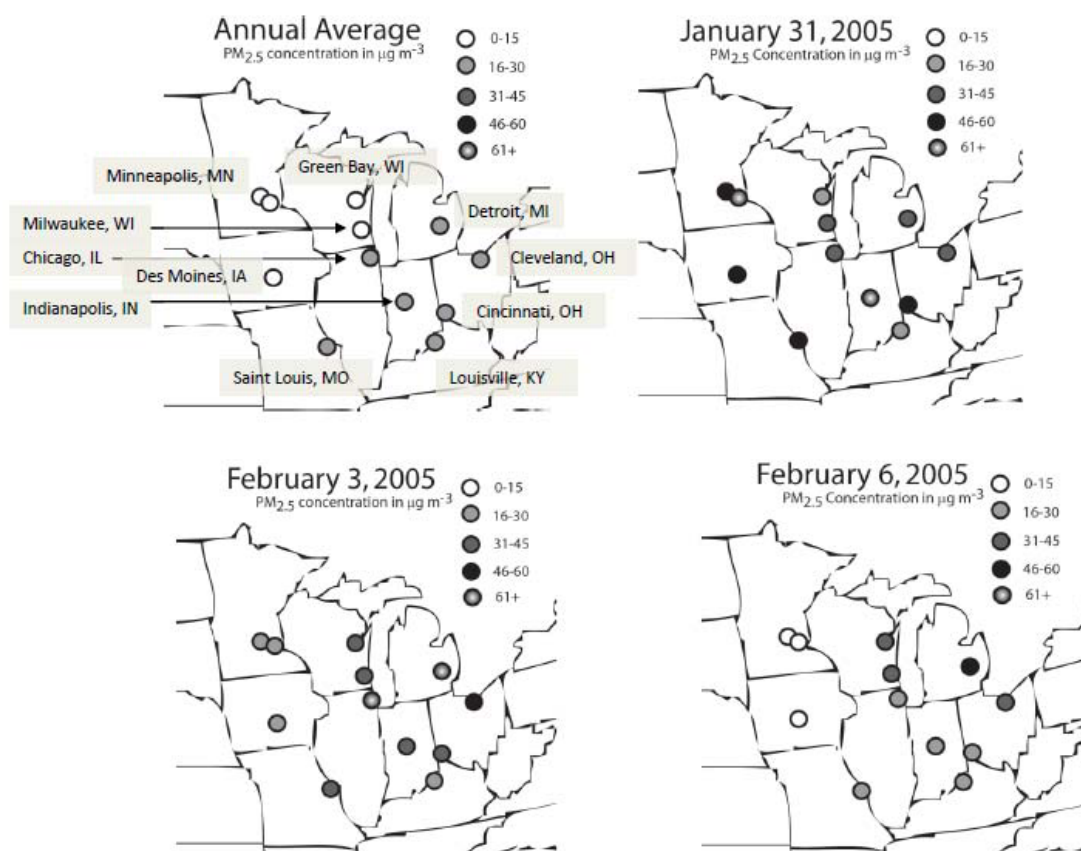 Annual Average
PM2.5 concentration in µg m⁻³
0-15
16-30
31-45
46-60
61+
Green Bay, WI
Minneapolis, MN
Milwaukee, WI
Detroit, MI
Chicago, IL
Cleveland, OH
Des Moines, IA
Indianapolis, IN
Cincinnati, OH
Saint Louis, MO
Louisville, KY
January 31, 2005
PM2.5 Concentration in µg m⁻³
0-15
16-30
31-45
46-60
61+
February 3, 2005
PM2.5 concentration in µg m⁻³
0-15
16-30
31-45
46-60
61+
February 6, 2005
PM2.5 Concentration in µg m⁻³
0-15
16-30
31-45
46-60
61+